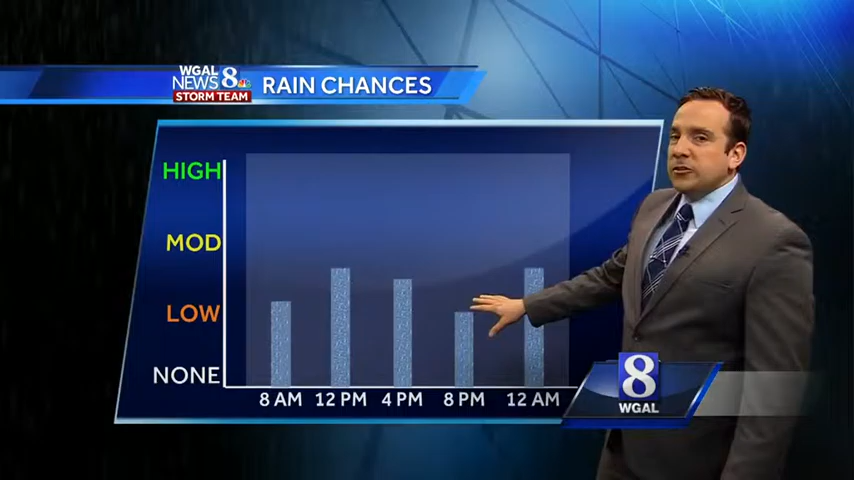 WGAL
NEWS 8
STORM TEAM
RAIN CHANCES
HIGH
MOD
LOW
NONE
8 AM 12 PM 4 PM 8 PM 12 AM
8
WGAL